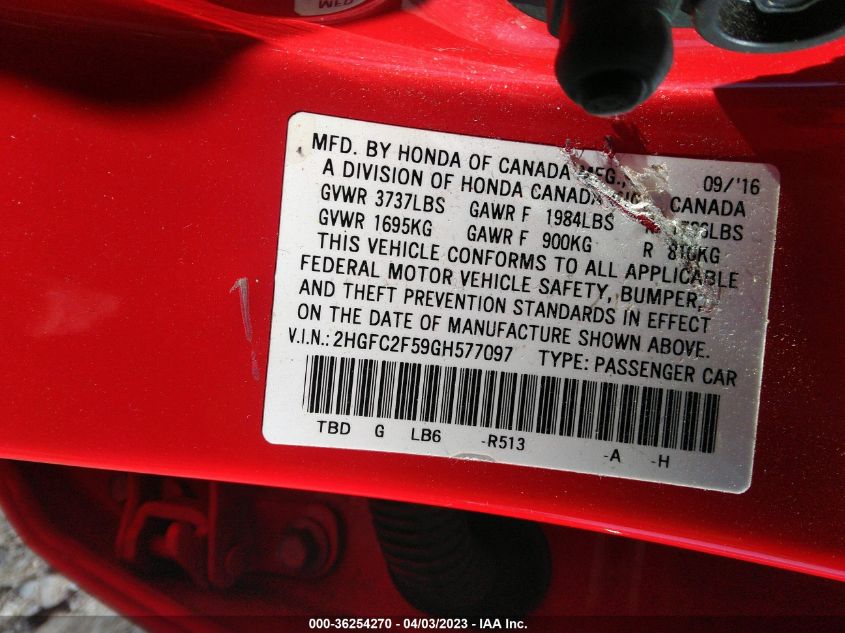 MFD. BY HONDA OF CANADA MFG., 09/'16
A DIVISION OF HONDA CANADA CANADA
GVWR 3737LBS GAWR F 1984LBS
GVWR 1695KG GAWR F 900KG R 816KG
THIS VEHICLE CONFORMS TO ALL APPLICABLE
FEDERAL MOTOR VEHICLE SAFETY, BUMPER,
AND THEFT PREVENTION STANDARDS IN EFFECT
ON THE DATE OF MANUFACTURE SHOWN ABOVE.
V.I.N.: 2HGFC2F59GH577097 TYPE: PASSENGER CAR
TBD G LB6 -R513 -A -H
000-36254270 - 04/03/2023 - IAA Inc.